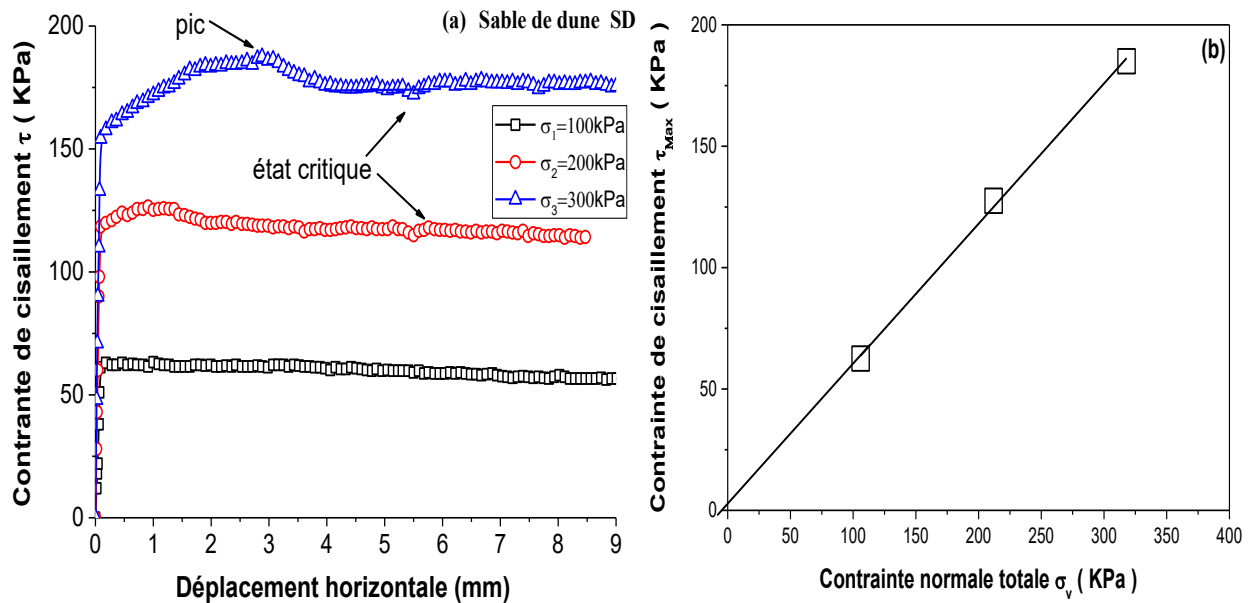 (a) Sable de dune SD
pic
état critique
σ1=100kPa
σ2=200kPa
σ3=300kPa
Contrante de cisaillement τ ( KPa)
200
150
100
50
0
0 1 2 3 4 5 6 7 8 9
Déplacement horizontale (mm)
(b)
Contrainte de cisaillement τMax ( KPa)
200
150
100
50
0
0 50 100 150 200 250 300 350 400
Contrainte normale totale σv ( KPa )